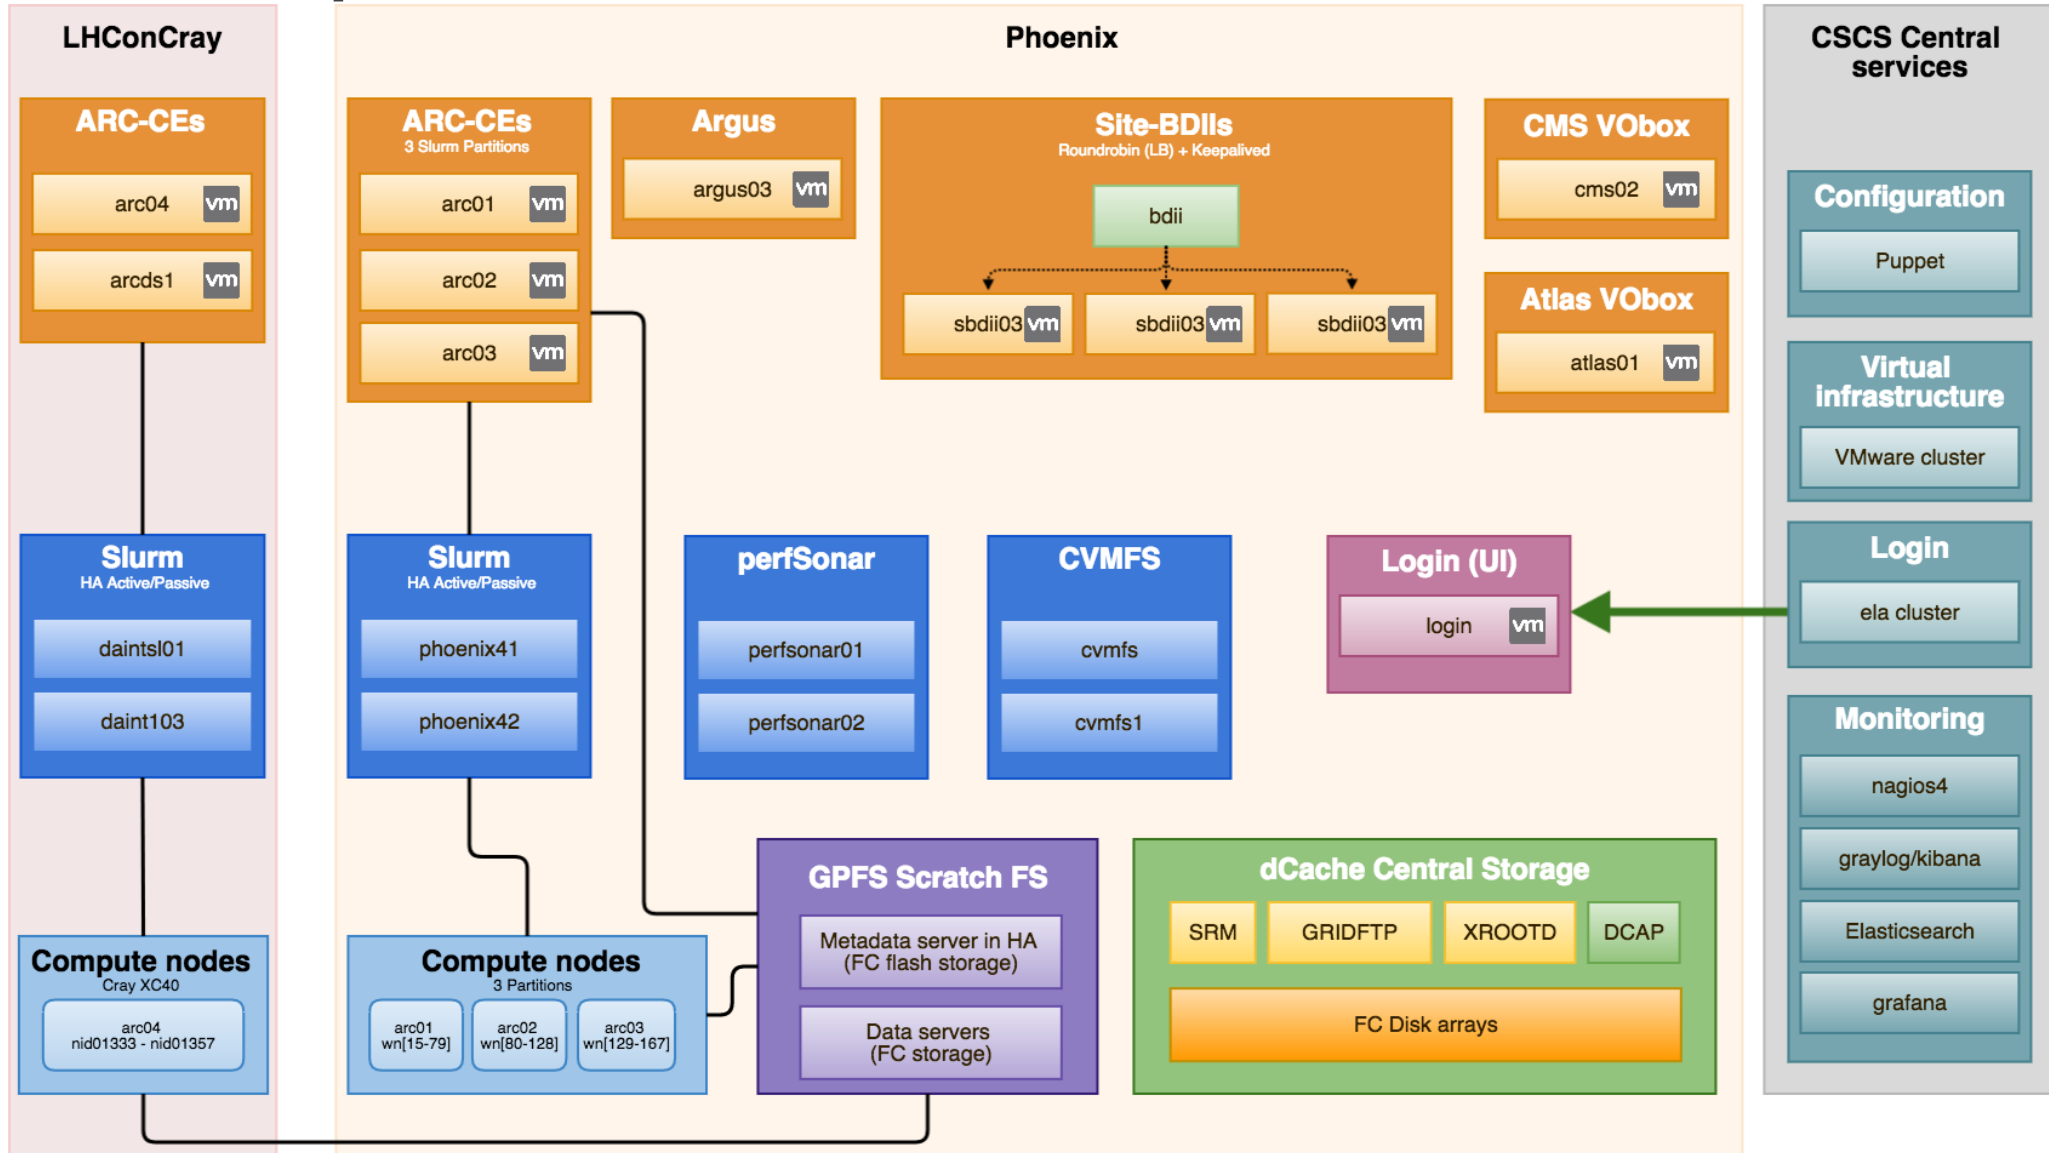 LHConCray
ARC-CEs
arc04 vm
arcds1 vm
Slurm
HA Active/Passive
daintsl01
daint103
Compute nodes
Cray XC40
arc04
nid01333 - nid01357
Phoenix
ARC-CEs
3 Slurm Partitions
arc01 vm
arc02 vm
arc03 vm
Argus
argus03 vm
Site-BDIIs
Roundrobin (LB) + Keepalived
bdii
sbdii03 vm
sbdii03 vm
sbdii03 vm
CMS VObox
cms02 vm
Atlas VObox
atlas01 vm
Slurm
HA Active/Passive
phoenix41
phoenix42
perfSonar
perfsonar01
perfsonar02
CVMFS
cvmfs
cvmfs1
Login (UI)
login vm
Compute nodes
3 Partitions
arc01
wn[15-79]
arc02
wn[80-128]
arc03
wn[129-167]
GPFS Scratch FS
Metadata server in HA
(FC flash storage)
Data servers
(FC storage)
dCache Central Storage
SRM
GRIDFTP
XROOTD
DCAP
FC Disk arrays
CSCS Central
services
Configuration
Puppet
Virtual
infrastructure
VMware cluster
Login
ela cluster
Monitoring
nagios4
graylog/kibana
Elasticsearch
grafana